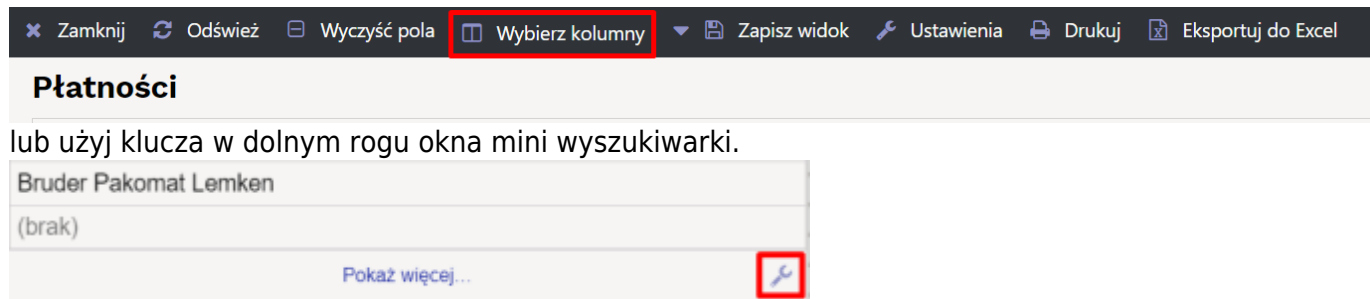 Zamknij Odśwież Wyczyść pola Wybierz kolumny Zapisz widok Ustawienia Drukuj Eksportuj do Excel
Płatności
lub użyj klucza w dolnym rogu okna mini wyszukiwarki.
Bruder Pakomat Lemken
(brak)
Pokaż więcej...